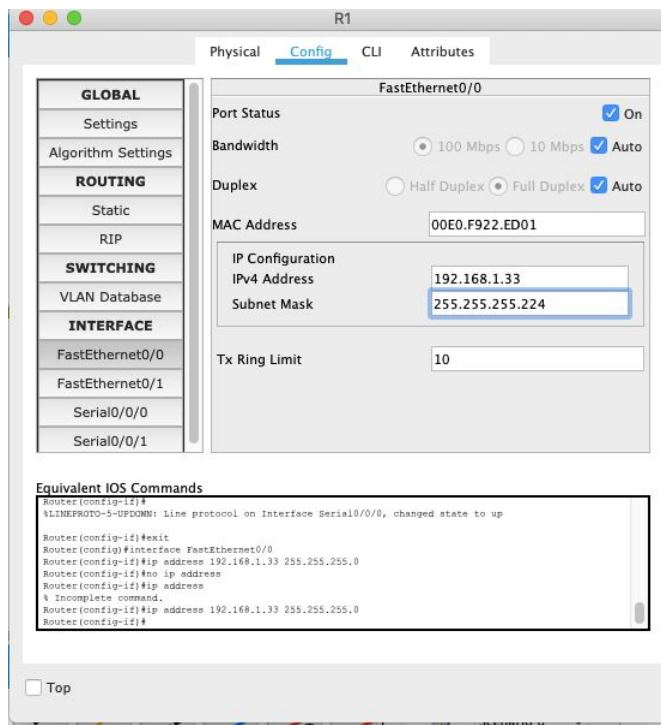 R1
Physical Config CLI Attributes
GLOBAL
Settings
Algorithm Settings
ROUTING
Static
RIP
SWITCHING
VLAN Database
INTERFACE
FastEthernet0/0
FastEthernet0/1
Serial0/0/0
Serial0/0/1
FastEthernet0/0
Port Status On
Bandwidth 100 Mbps 10 Mbps Auto
Duplex Half Duplex Full Duplex Auto
MAC Address 00E0.F922.ED01
IP Configuration
IPv4 Address 192.168.1.33
Subnet Mask 255.255.255.224
Tx Ring Limit 10
Equivalent IOS Commands
Router(config-if)#
%LINEPROTO-5-UPDOWN: Line protocol on Interface Serial0/0/0, changed state to up
Router(config-if)#exit
Router(config)#interface FastEthernet0/0
Router(config-if)#ip address 192.168.1.33 255.255.255.0
Router(config-if)#no ip address
Router(config-if)#ip address
% Incomplete command.
Router(config-if)#ip address 192.168.1.33 255.255.255.0
Router(config-if)#
Top